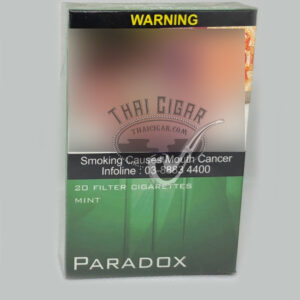 WARNING
THAI CIGAR
THAICIGAR.COM
Smoking Causes Mouth Cancer
Infoline : 03-8883 4400
20 FILTER CIGARETTES
MINT
PARADOX